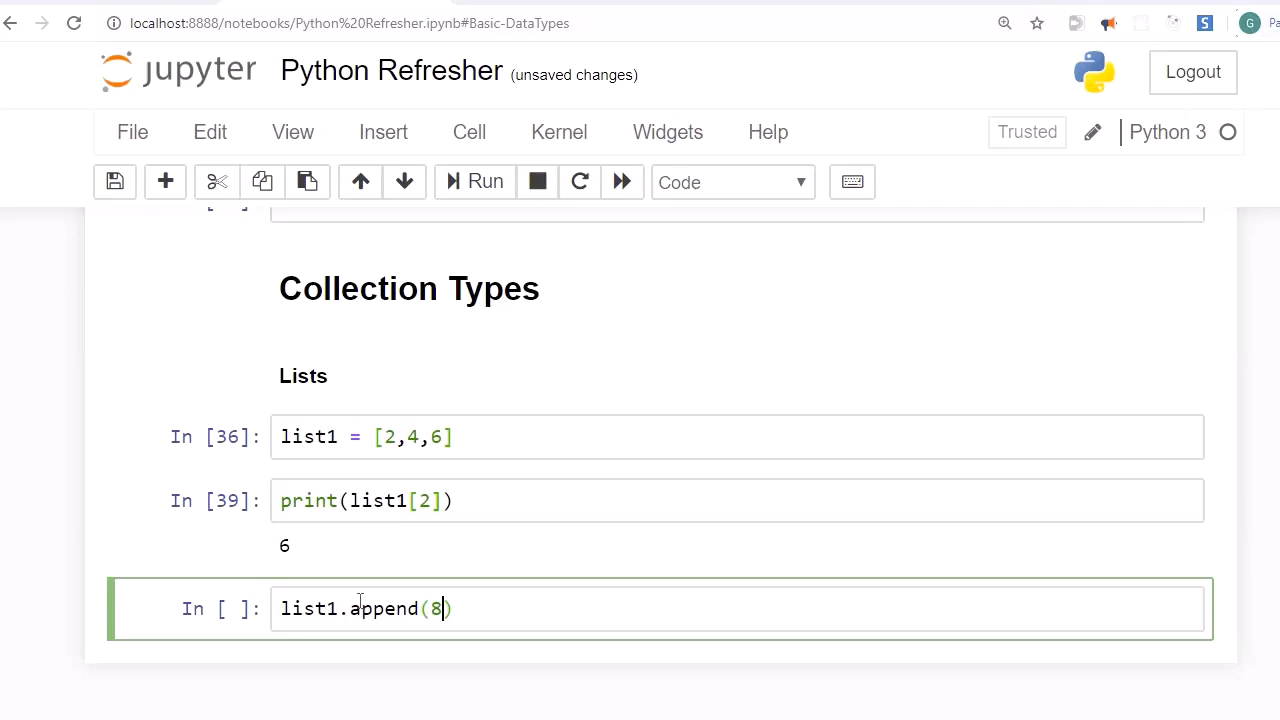 localhost:8888/notebooks/Python%20Refresher.ipynb#Basic-DataTypes
S
G
Pa
jupyter Python Refresher (unsaved changes)
Logout
File Edit View Insert Cell Kernel Widgets Help
Trusted
Python 3
Run
Code
Collection Types
Lists
In [36]: list1 = [2,4,6]
In [39]: print(list1[2])
6
In [ ]: list1.append(8)